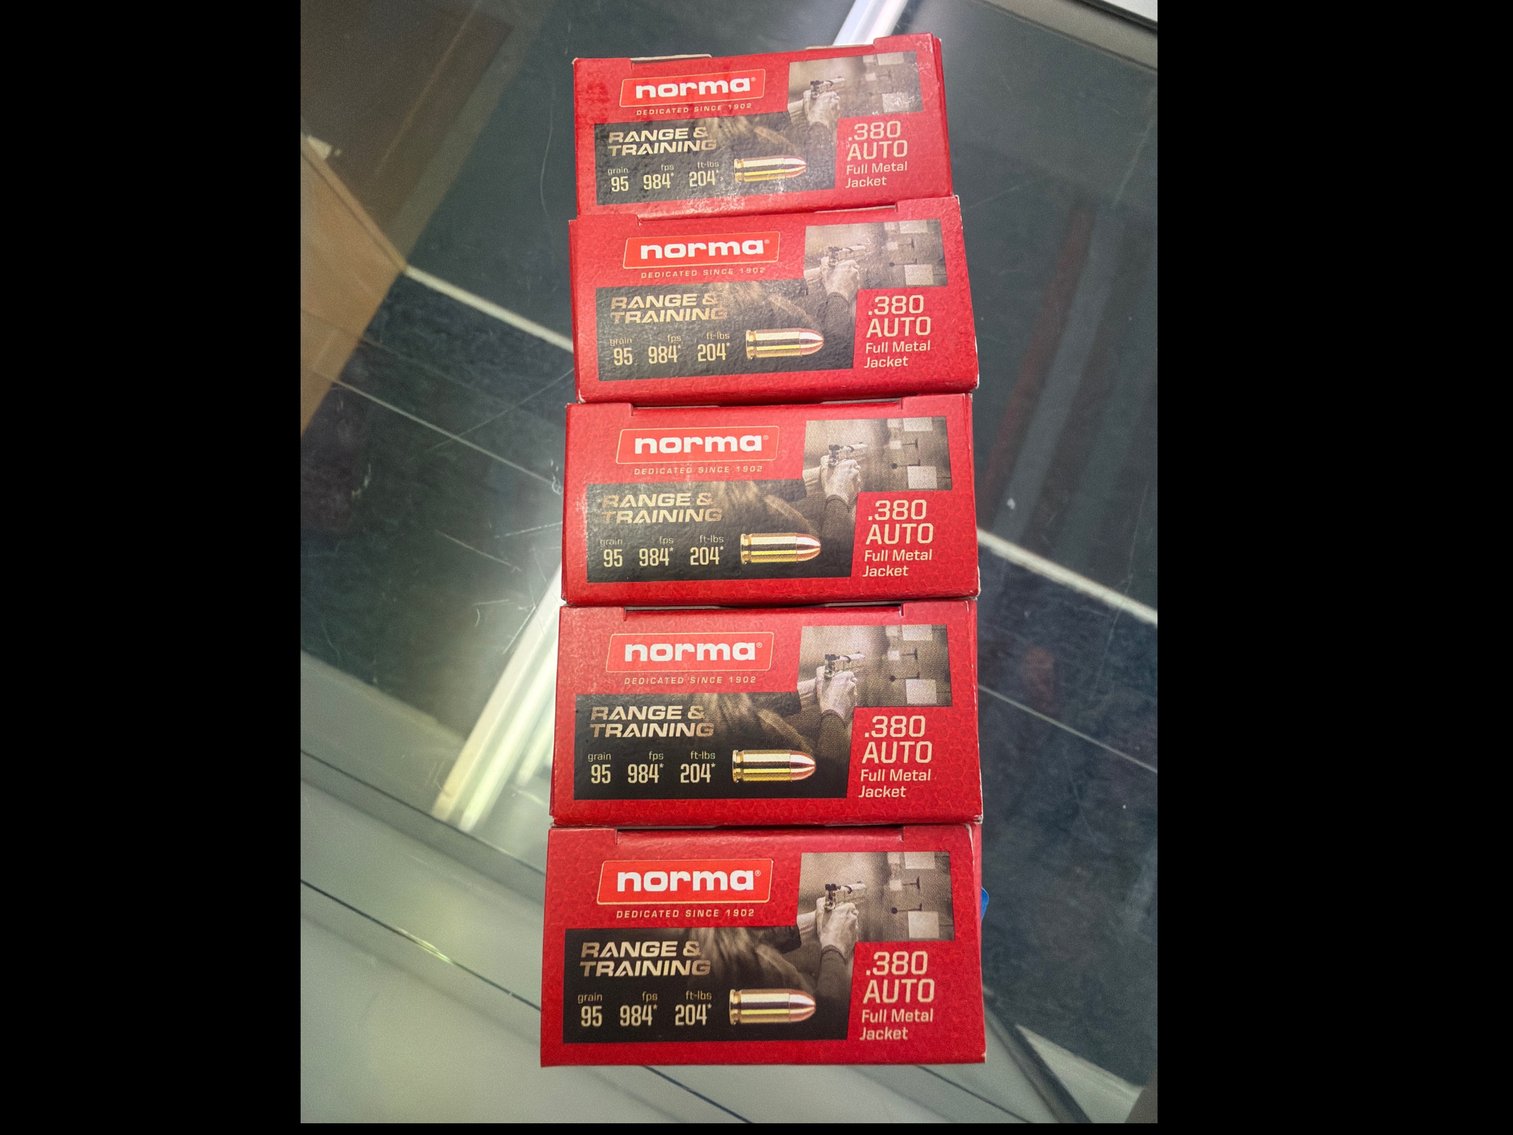 norma®
DEDICATED SINCE 1902
RANGE &
TRAINING
grain fps ft-lbs
95 984* 204*
.380
AUTO
Full Metal
Jacket
norma®
DEDICATED SINCE 1902
RANGE &
TRAINING
grain fps ft-lbs
95 984* 204*
.380
AUTO
Full Metal
Jacket
norma®
DEDICATED SINCE 1902
RANGE &
TRAINING
grain fps ft-lbs
95 984* 204*
.380
AUTO
Full Metal
Jacket
norma®
DEDICATED SINCE 1902
RANGE &
TRAINING
grain fps ft-lbs
95 984* 204*
.380
AUTO
Full Metal
Jacket
norma®
DEDICATED SINCE 1902
RANGE &
TRAINING
grain fps ft-lbs
95 984* 204*
.380
AUTO
Full Metal
Jacket